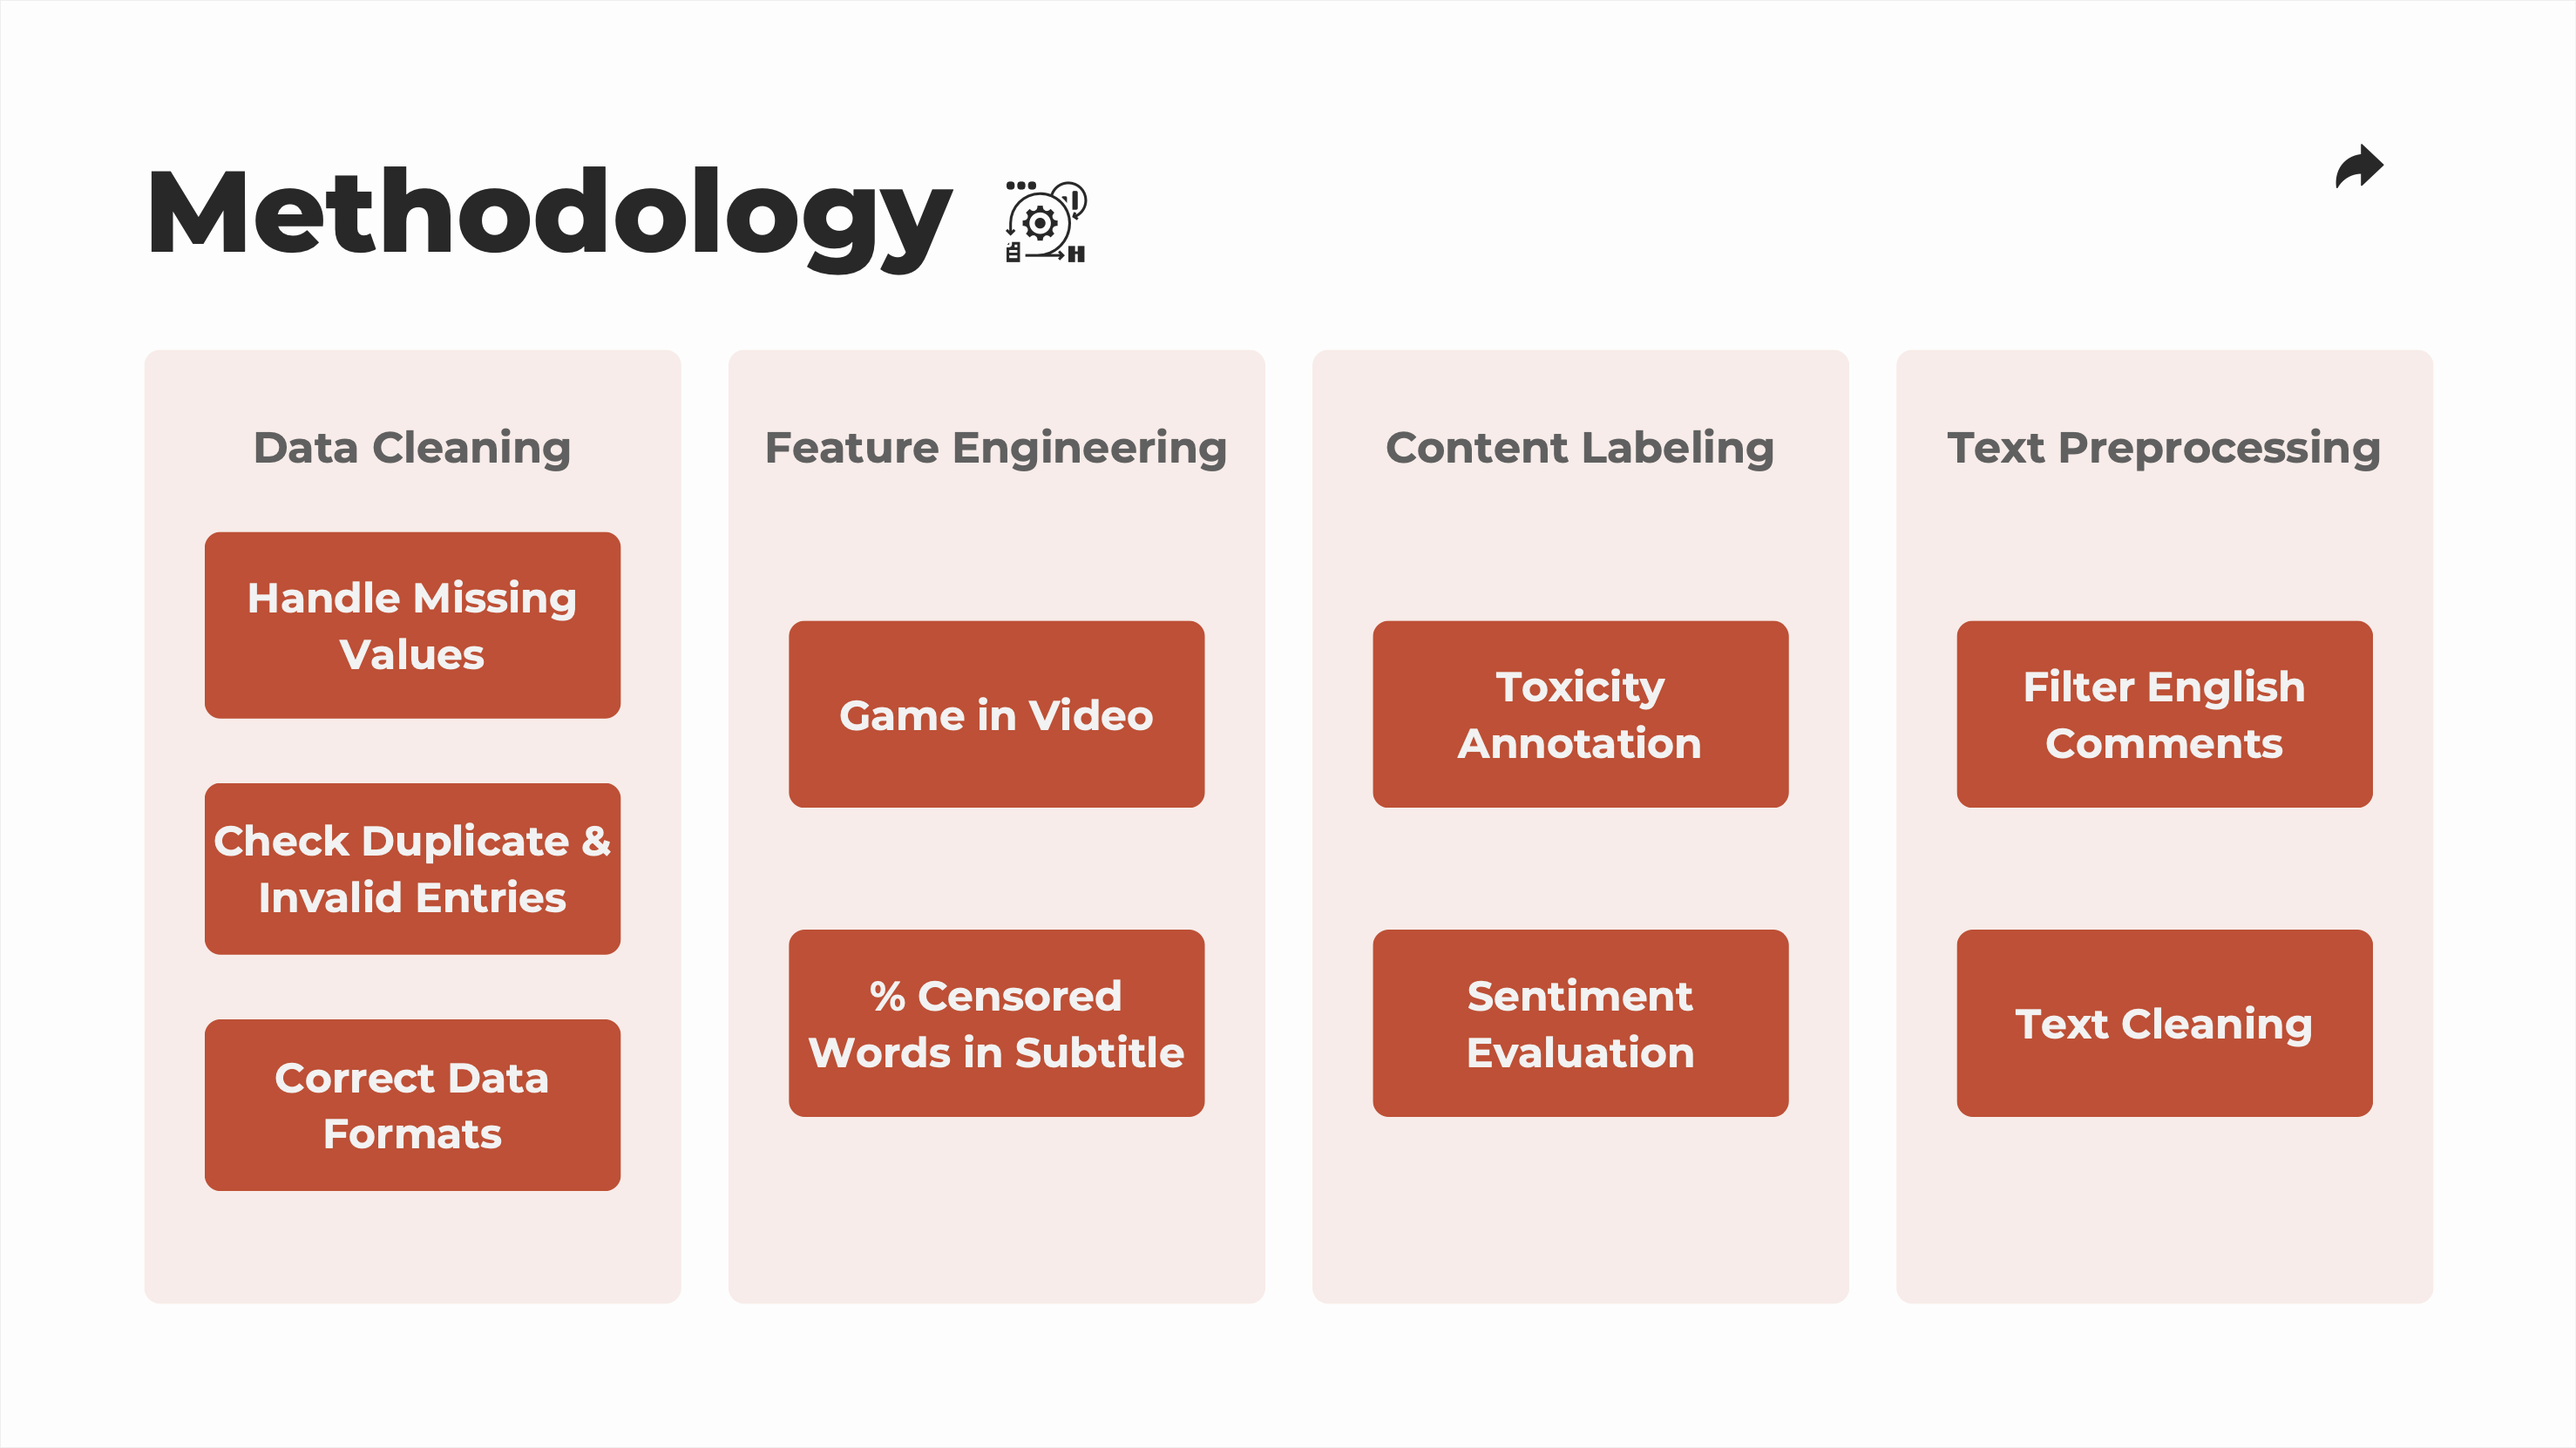 Methodology
Data Cleaning
Handle Missing
Values
Check Duplicate &
Invalid Entries
Correct Data
Formats
Feature Engineering
Game in Video
% Censored
Words in Subtitle
Content Labeling
Toxicity
Annotation
Sentiment
Evaluation
Text Preprocessing
Filter English
Comments
Text Cleaning